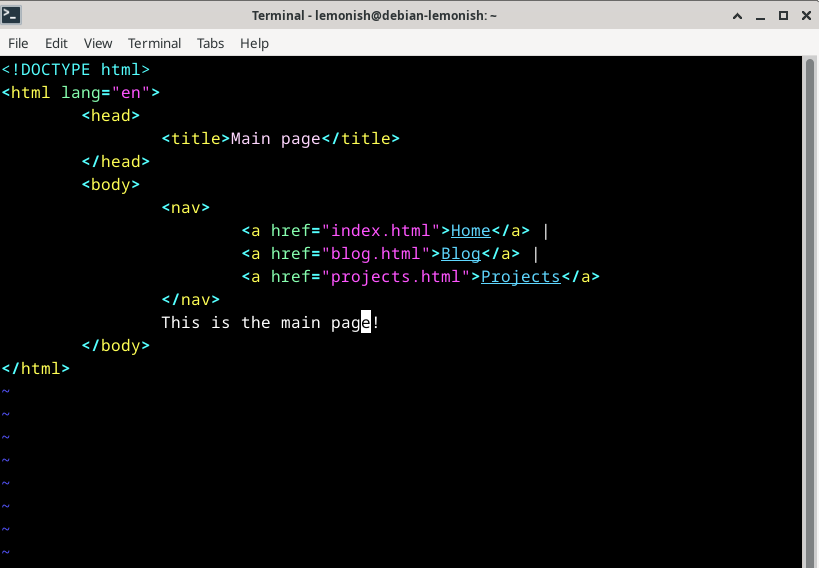 Terminal - lemonish@debian-lemonish: ~
File Edit View Terminal Tabs Help
<!DOCTYPE html>
<html lang="en">
        <head>
                <title>Main page</title>
        </head>
        <body>
                <nav>
                        <a href="index.html">Home</a> |
                        <a href="blog.html">Blog</a> |
                        <a href="projects.html">Projects</a>
                </nav>
                This is the main page!
        </body>
</html>
~
~
~
~
~
~
~
~